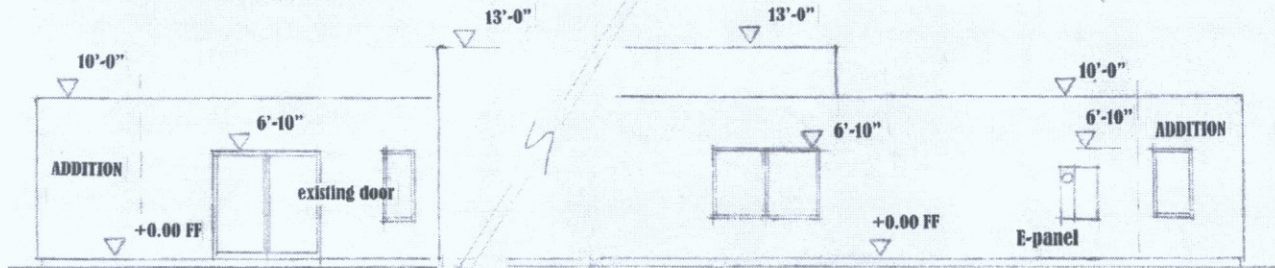 13'-0"
13'-0"
10'-0"
10'-0"
6'-10"
6'-10"
6'-10"
ADDITION
ADDITION
existing door
+0.00 FF
+0.00 FF
E-panel